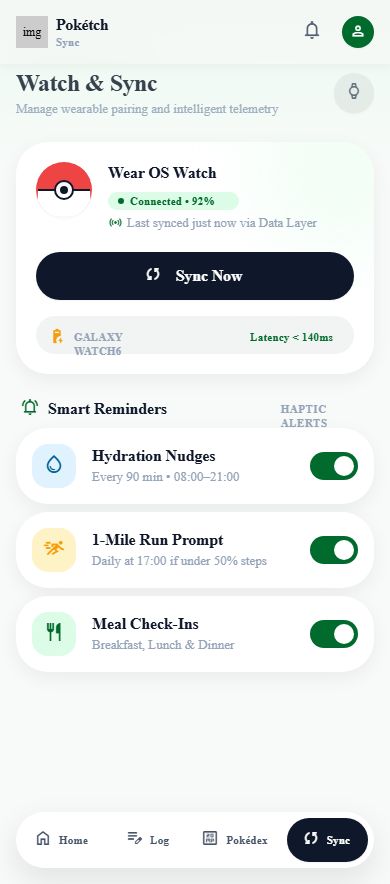 img
Pokétch
Sync
Watch & Sync
Manage wearable pairing and intelligent telemetry
Wear OS Watch
Connected • 92%
Last synced just now via Data Layer
Sync Now
GALAXY
WATCH6
Latency < 140ms
Smart Reminders
HAPTIC
ALERTS
Hydration Nudges
Every 90 min • 08:00–21:00
1-Mile Run Prompt
Daily at 17:00 if under 50% steps
Meal Check-Ins
Breakfast, Lunch & Dinner
Home
Log
Pokédex
Sync